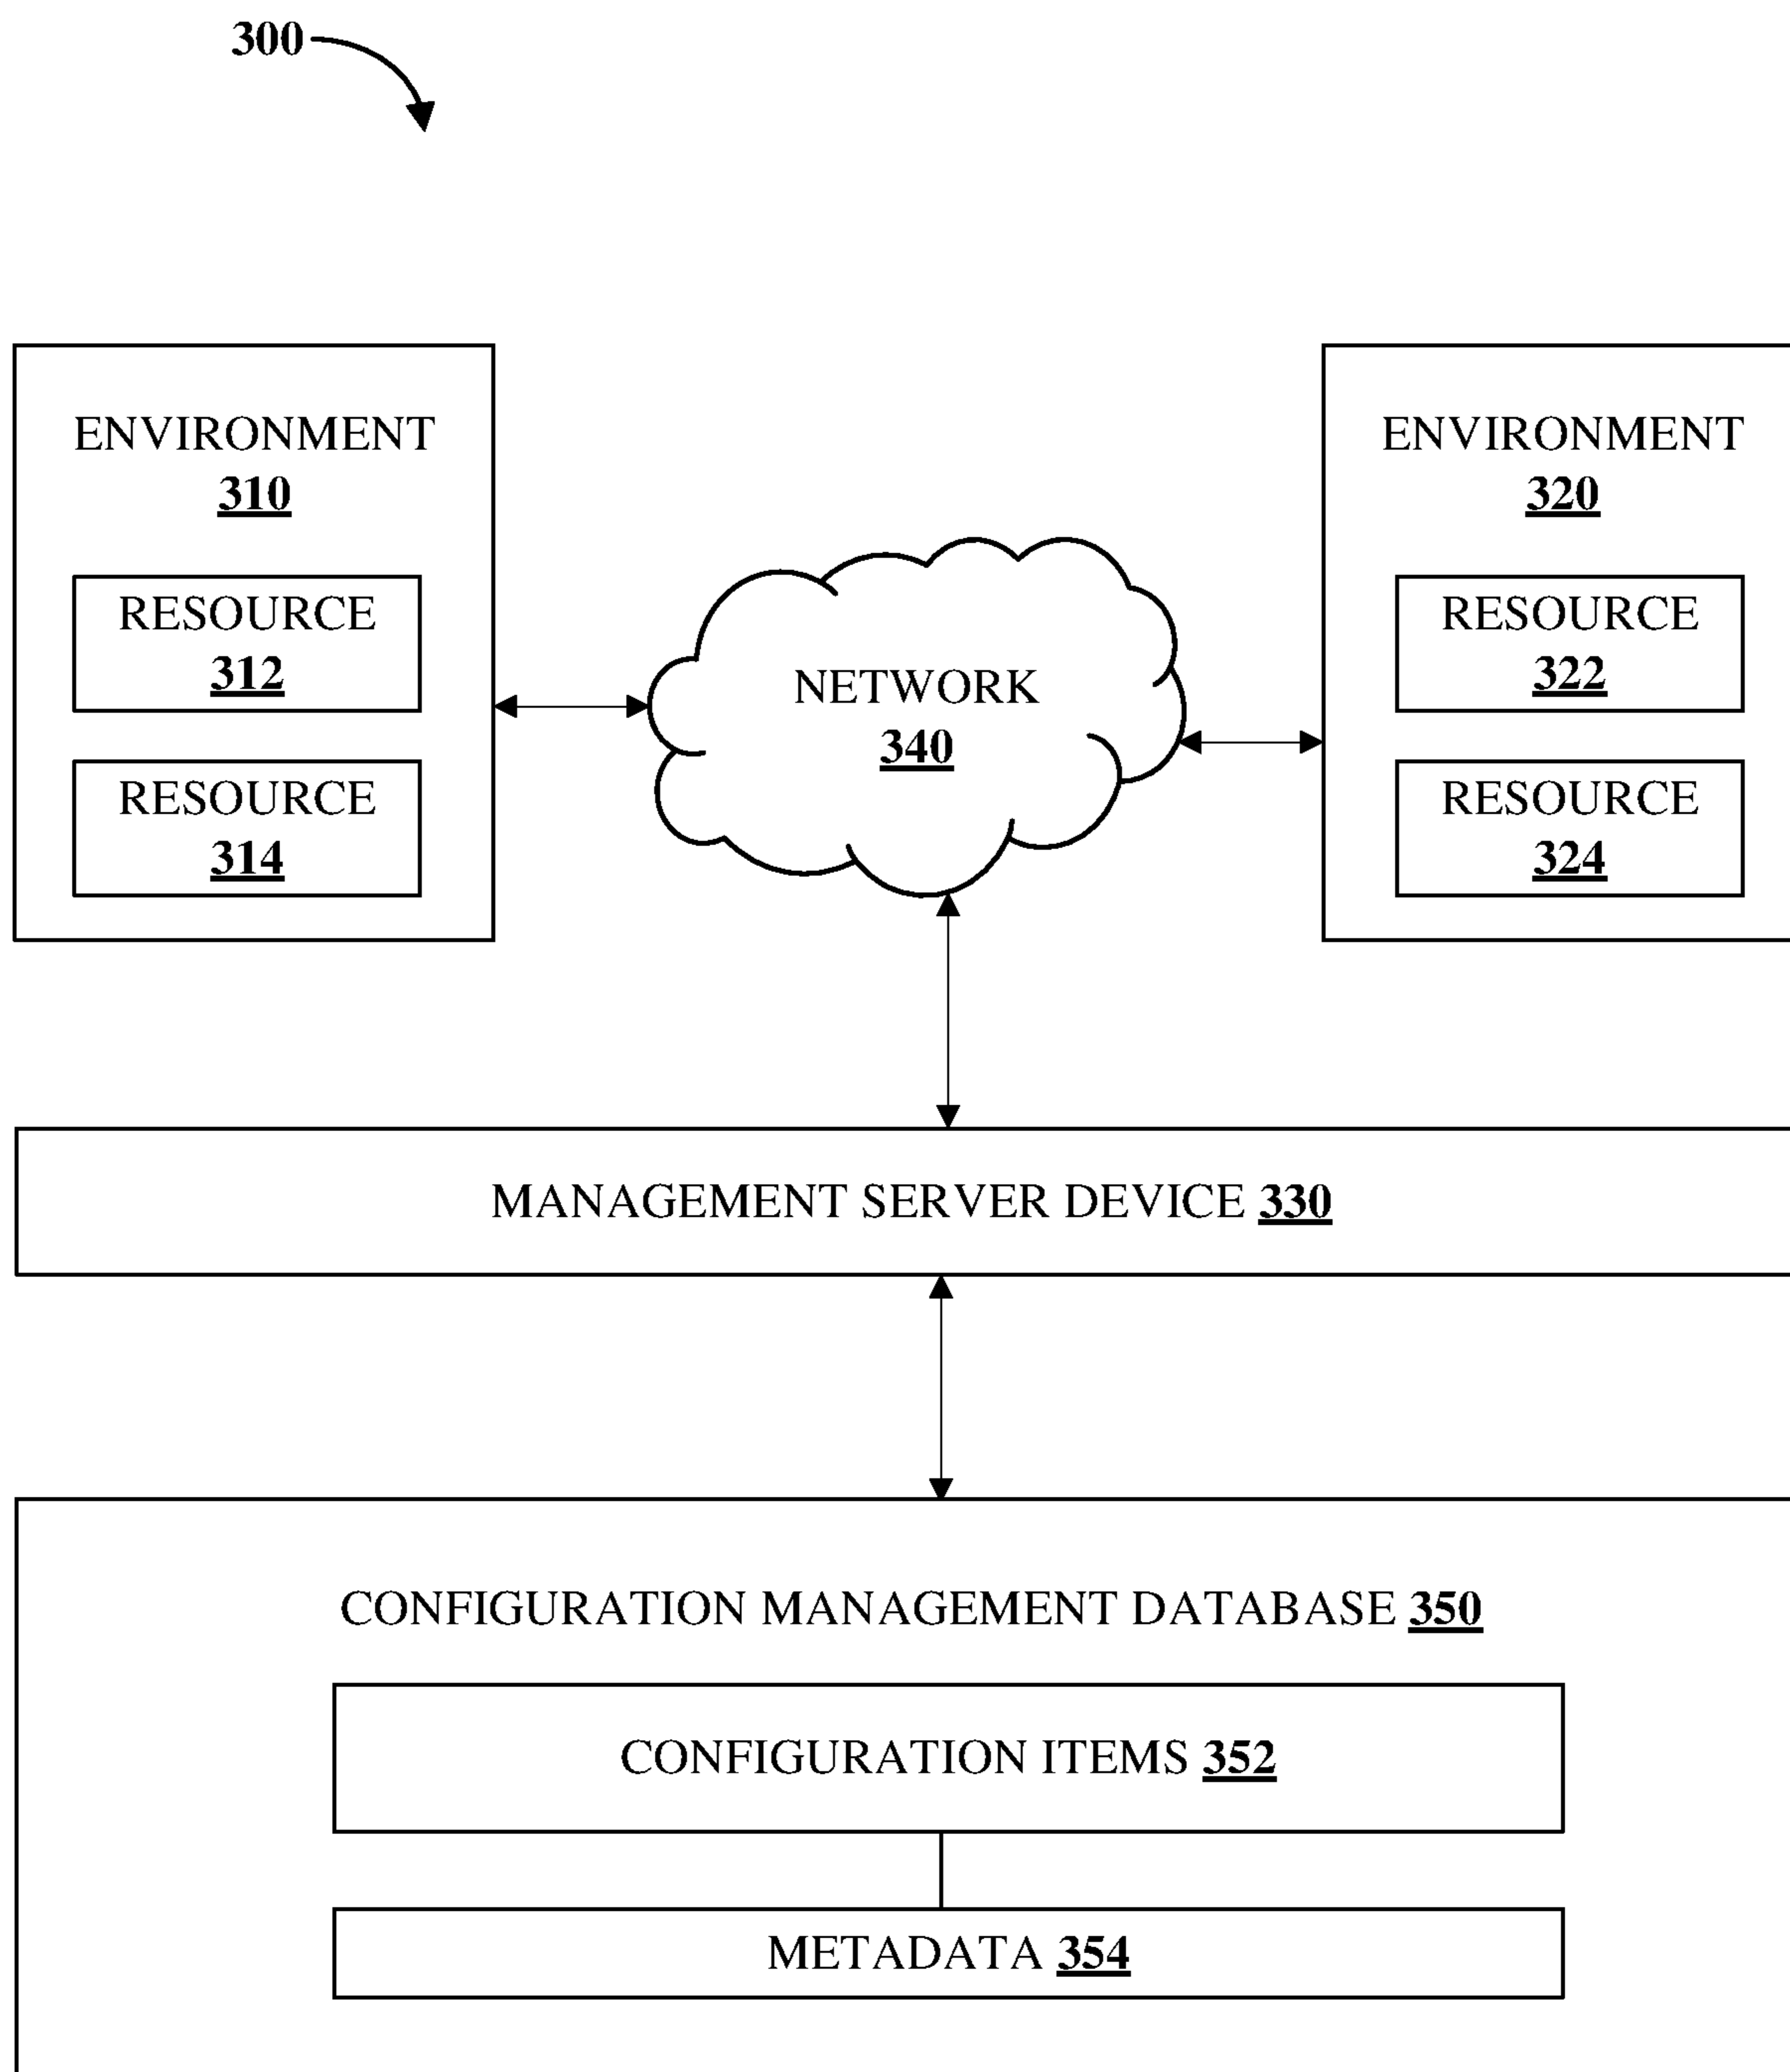 300
ENVIRONMENT
310
RESOURCE
312
RESOURCE
314
NETWORK
340
ENVIRONMENT
320
RESOURCE
322
RESOURCE
324
MANAGEMENT SERVER DEVICE 330
CONFIGURATION MANAGEMENT DATABASE 350
CONFIGURATION ITEMS 352
METADATA 354